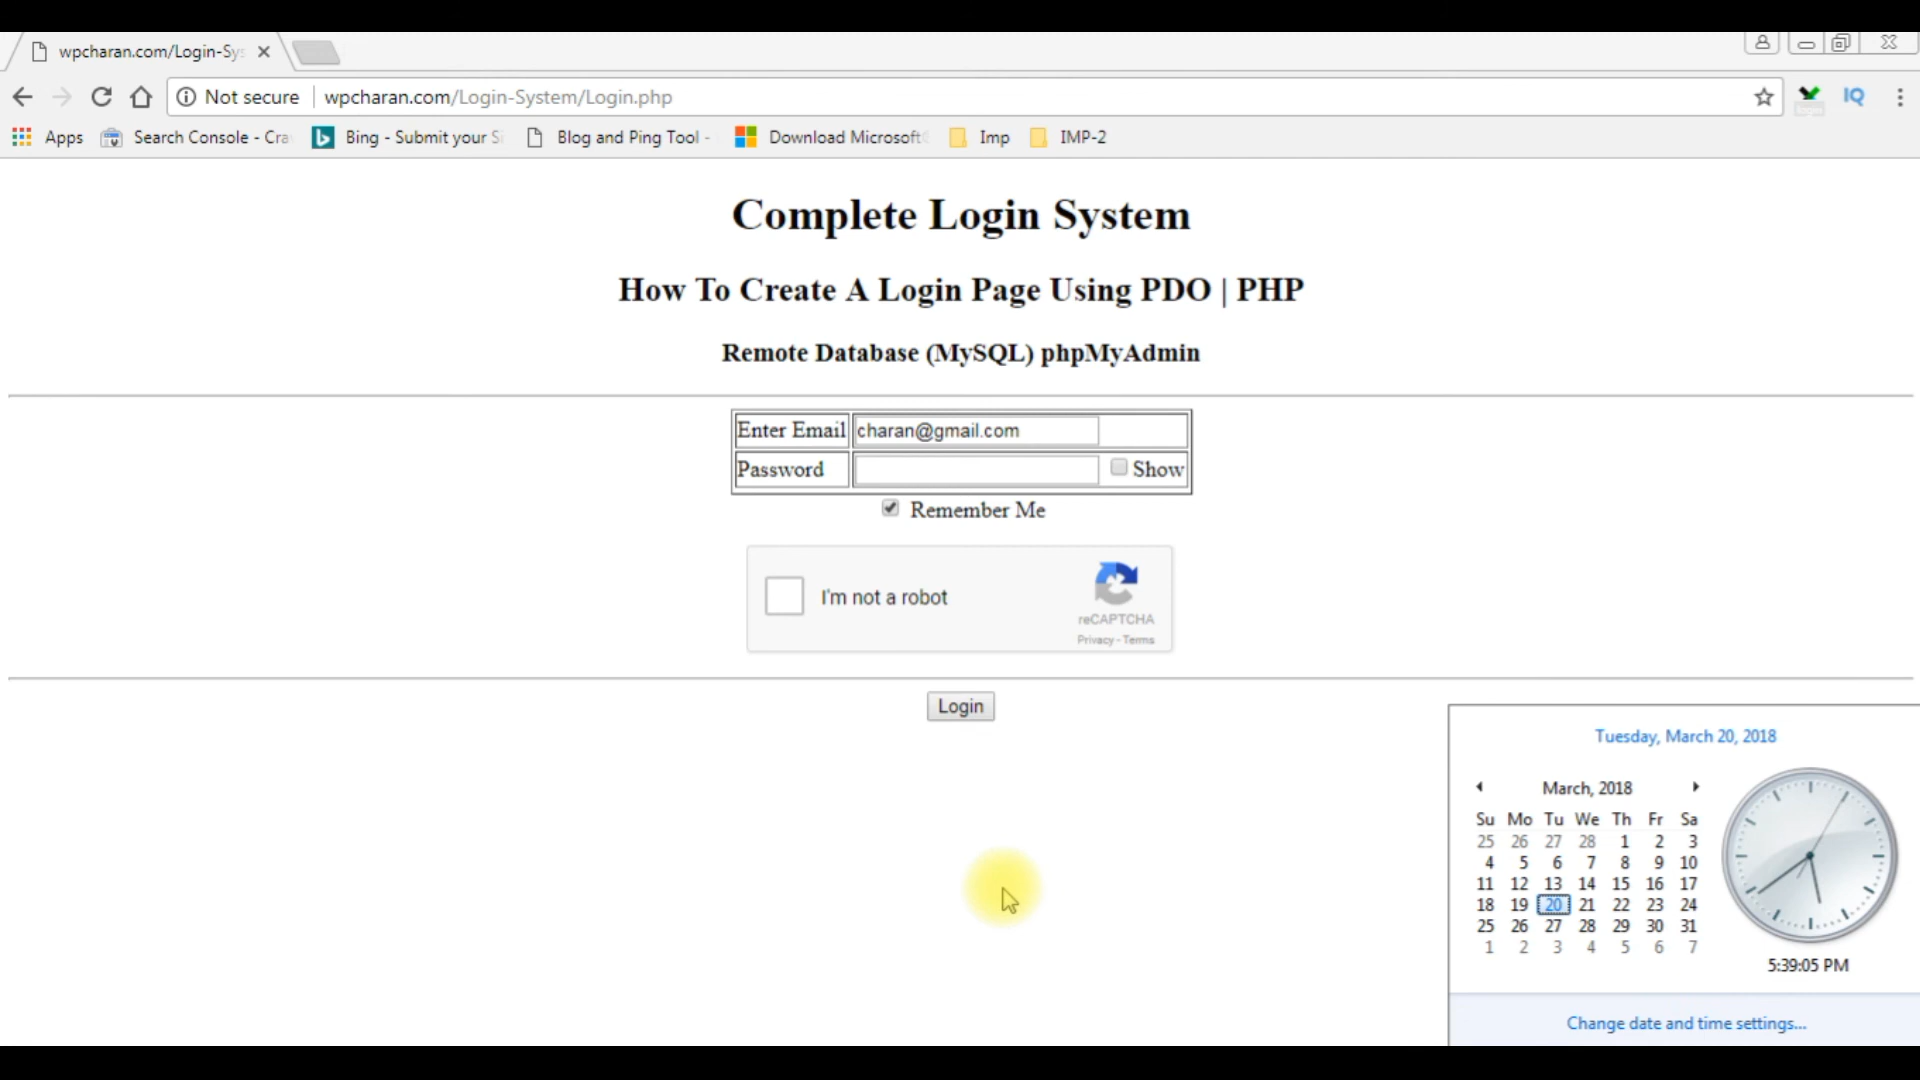 wpcharan.com/Login-Sys
Not secure wpcharan.com/Login-System/Login.php
IQ
Apps Search Console - Cra Bing - Submit your S Blog and Ping Tool - Download Microsoft Imp IMP-2
Complete Login System
How To Create A Login Page Using PDO | PHP
Remote Database (MySQL) phpMyAdmin
Enter Email charan@gmail.com
Password Show
Remember Me
I'm not a robot
reCAPTCHA
Privacy - Terms
Login
Tuesday, March 20, 2018
March, 2018
Su Mo Tu We Th Fr Sa
25 26 27 28 1 2 3
4 5 6 7 8 9 10
11 12 13 14 15 16 17
18 19 20 21 22 23 24
25 26 27 28 29 30 31
1 2 3 4 5 6 7
5:39:05 PM
Change date and time settings...